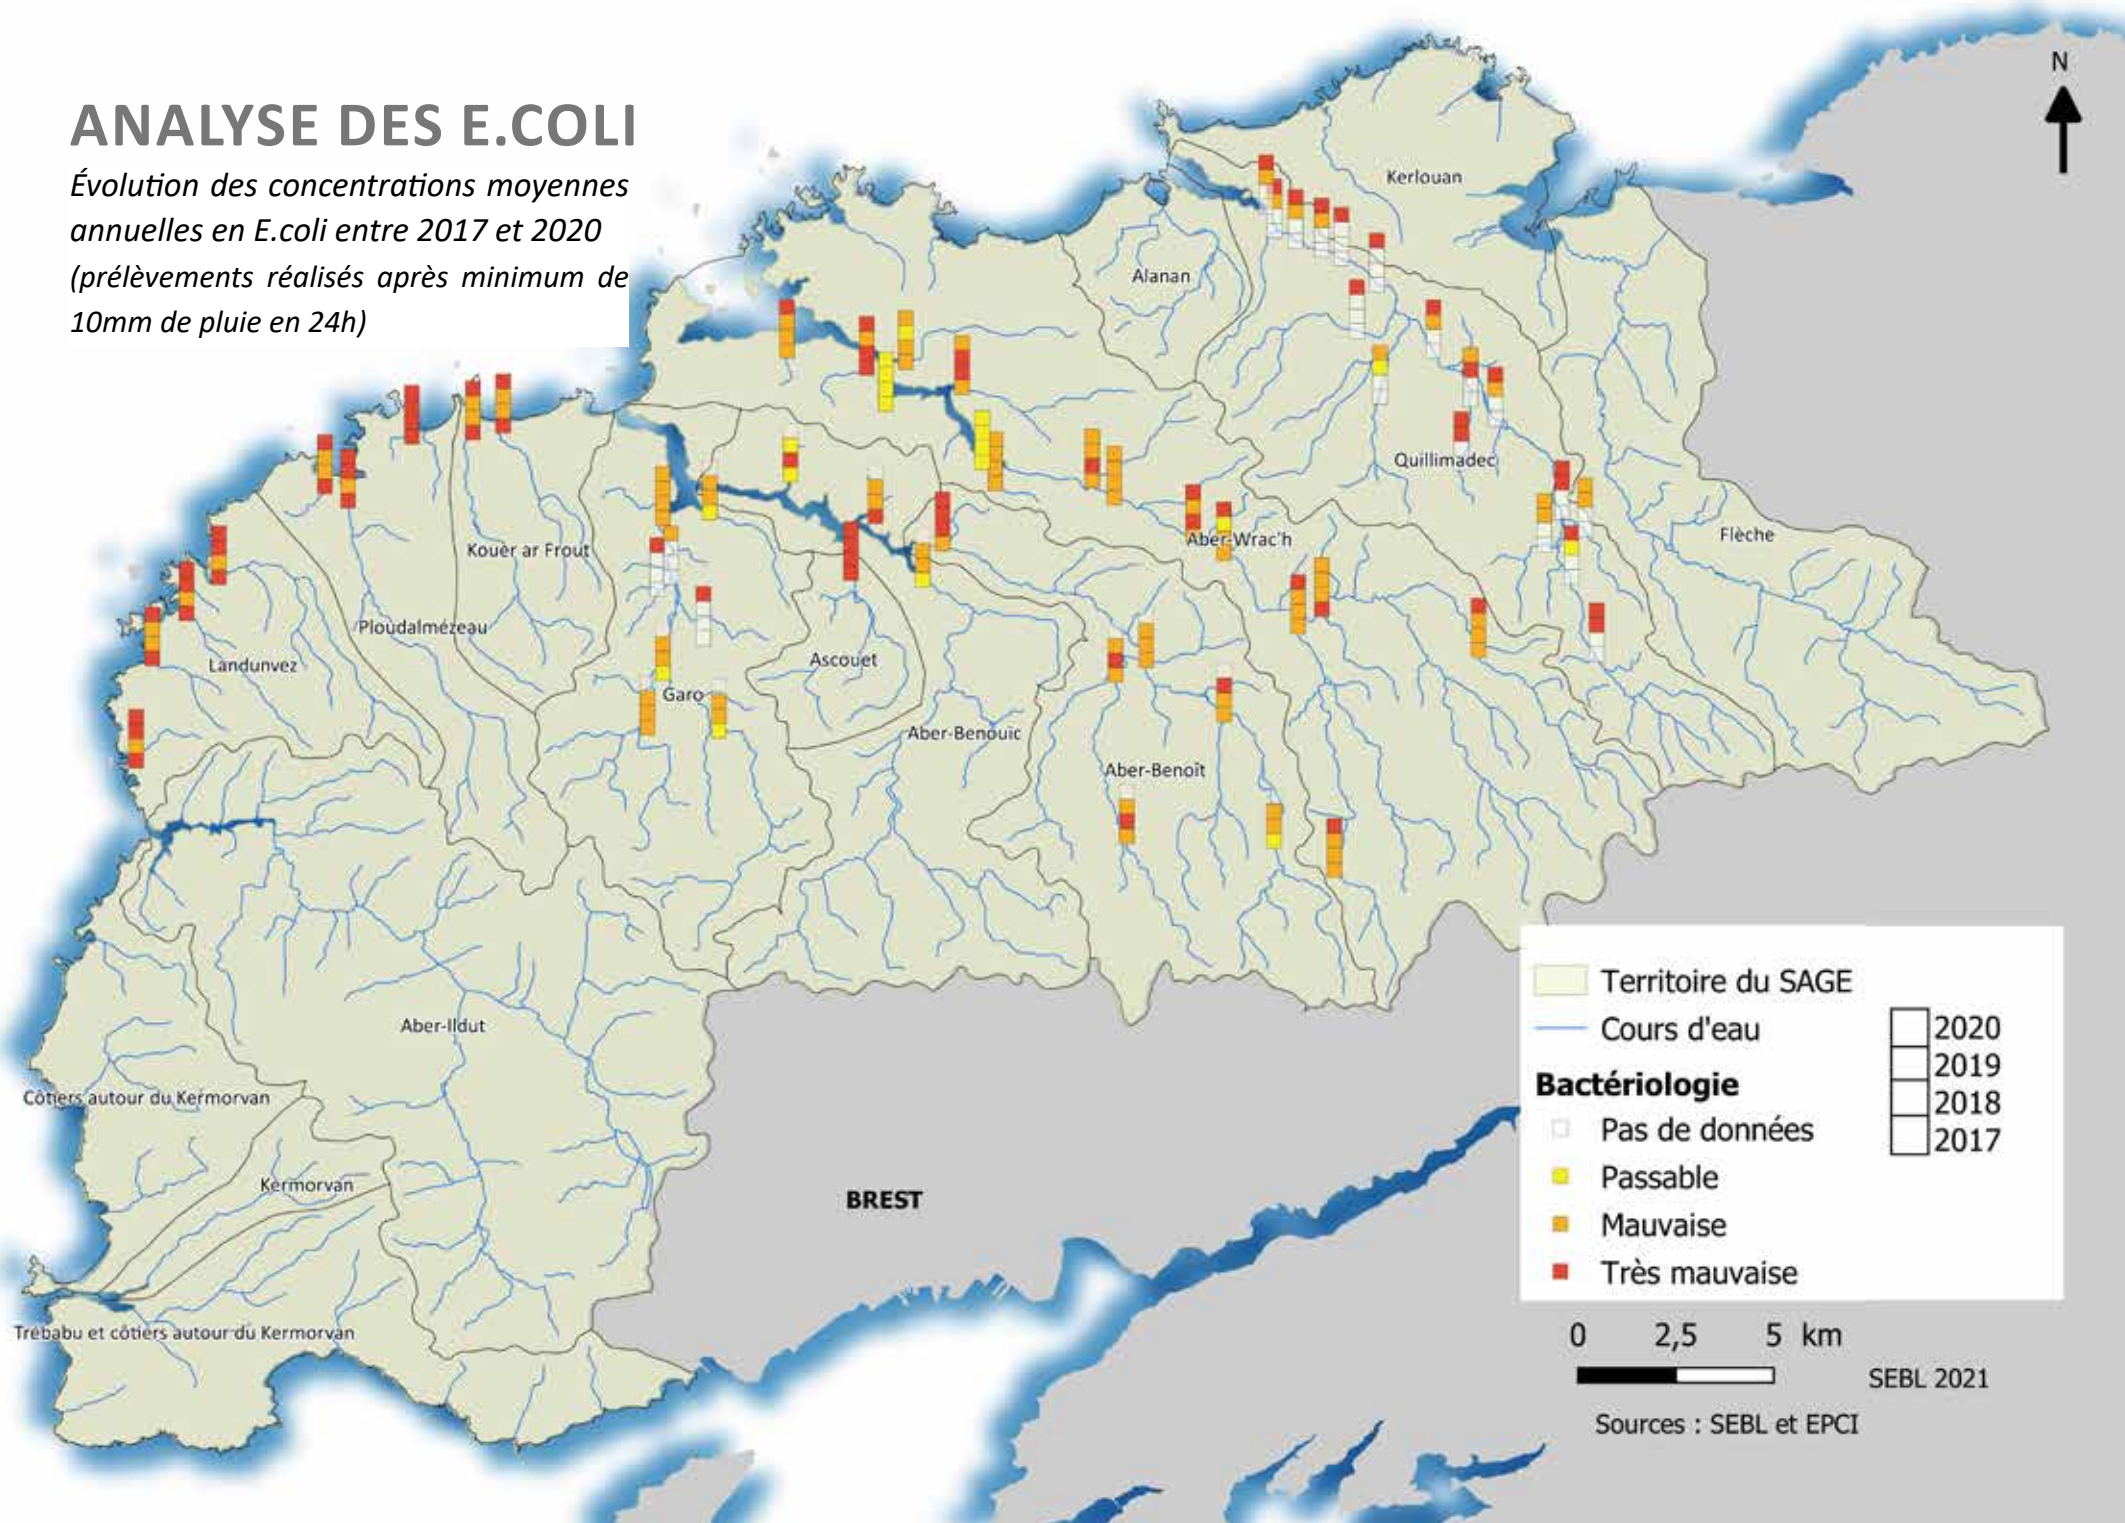 ANALYSE DES E.COLI
Évolution des concentrations moyennes
annuelles en E.coli entre 2017 et 2020
(prélèvements réalisés après minimum de
10mm de pluie en 24h)
N
Kerlouan
Alanan
Quillimadec
Flèche
Aber-Wrac'h
Kouër ar Frout
Ploudalmézeau
Landunvez
Ascouet
Garo
Aber-Benouic
Aber-Benoît
Aber-Ildut
Côtiers autour du Kermorvan
Kermorvan
Trébabu et côtiers autour du Kermorvan
BREST
Territoire du SAGE
Cours d'eau
Bactériologie
Pas de données
Passable
Mauvaise
Très mauvaise
2020
2019
2018
2017
0 2,5 5 km
SEBL 2021
Sources : SEBL et EPCI